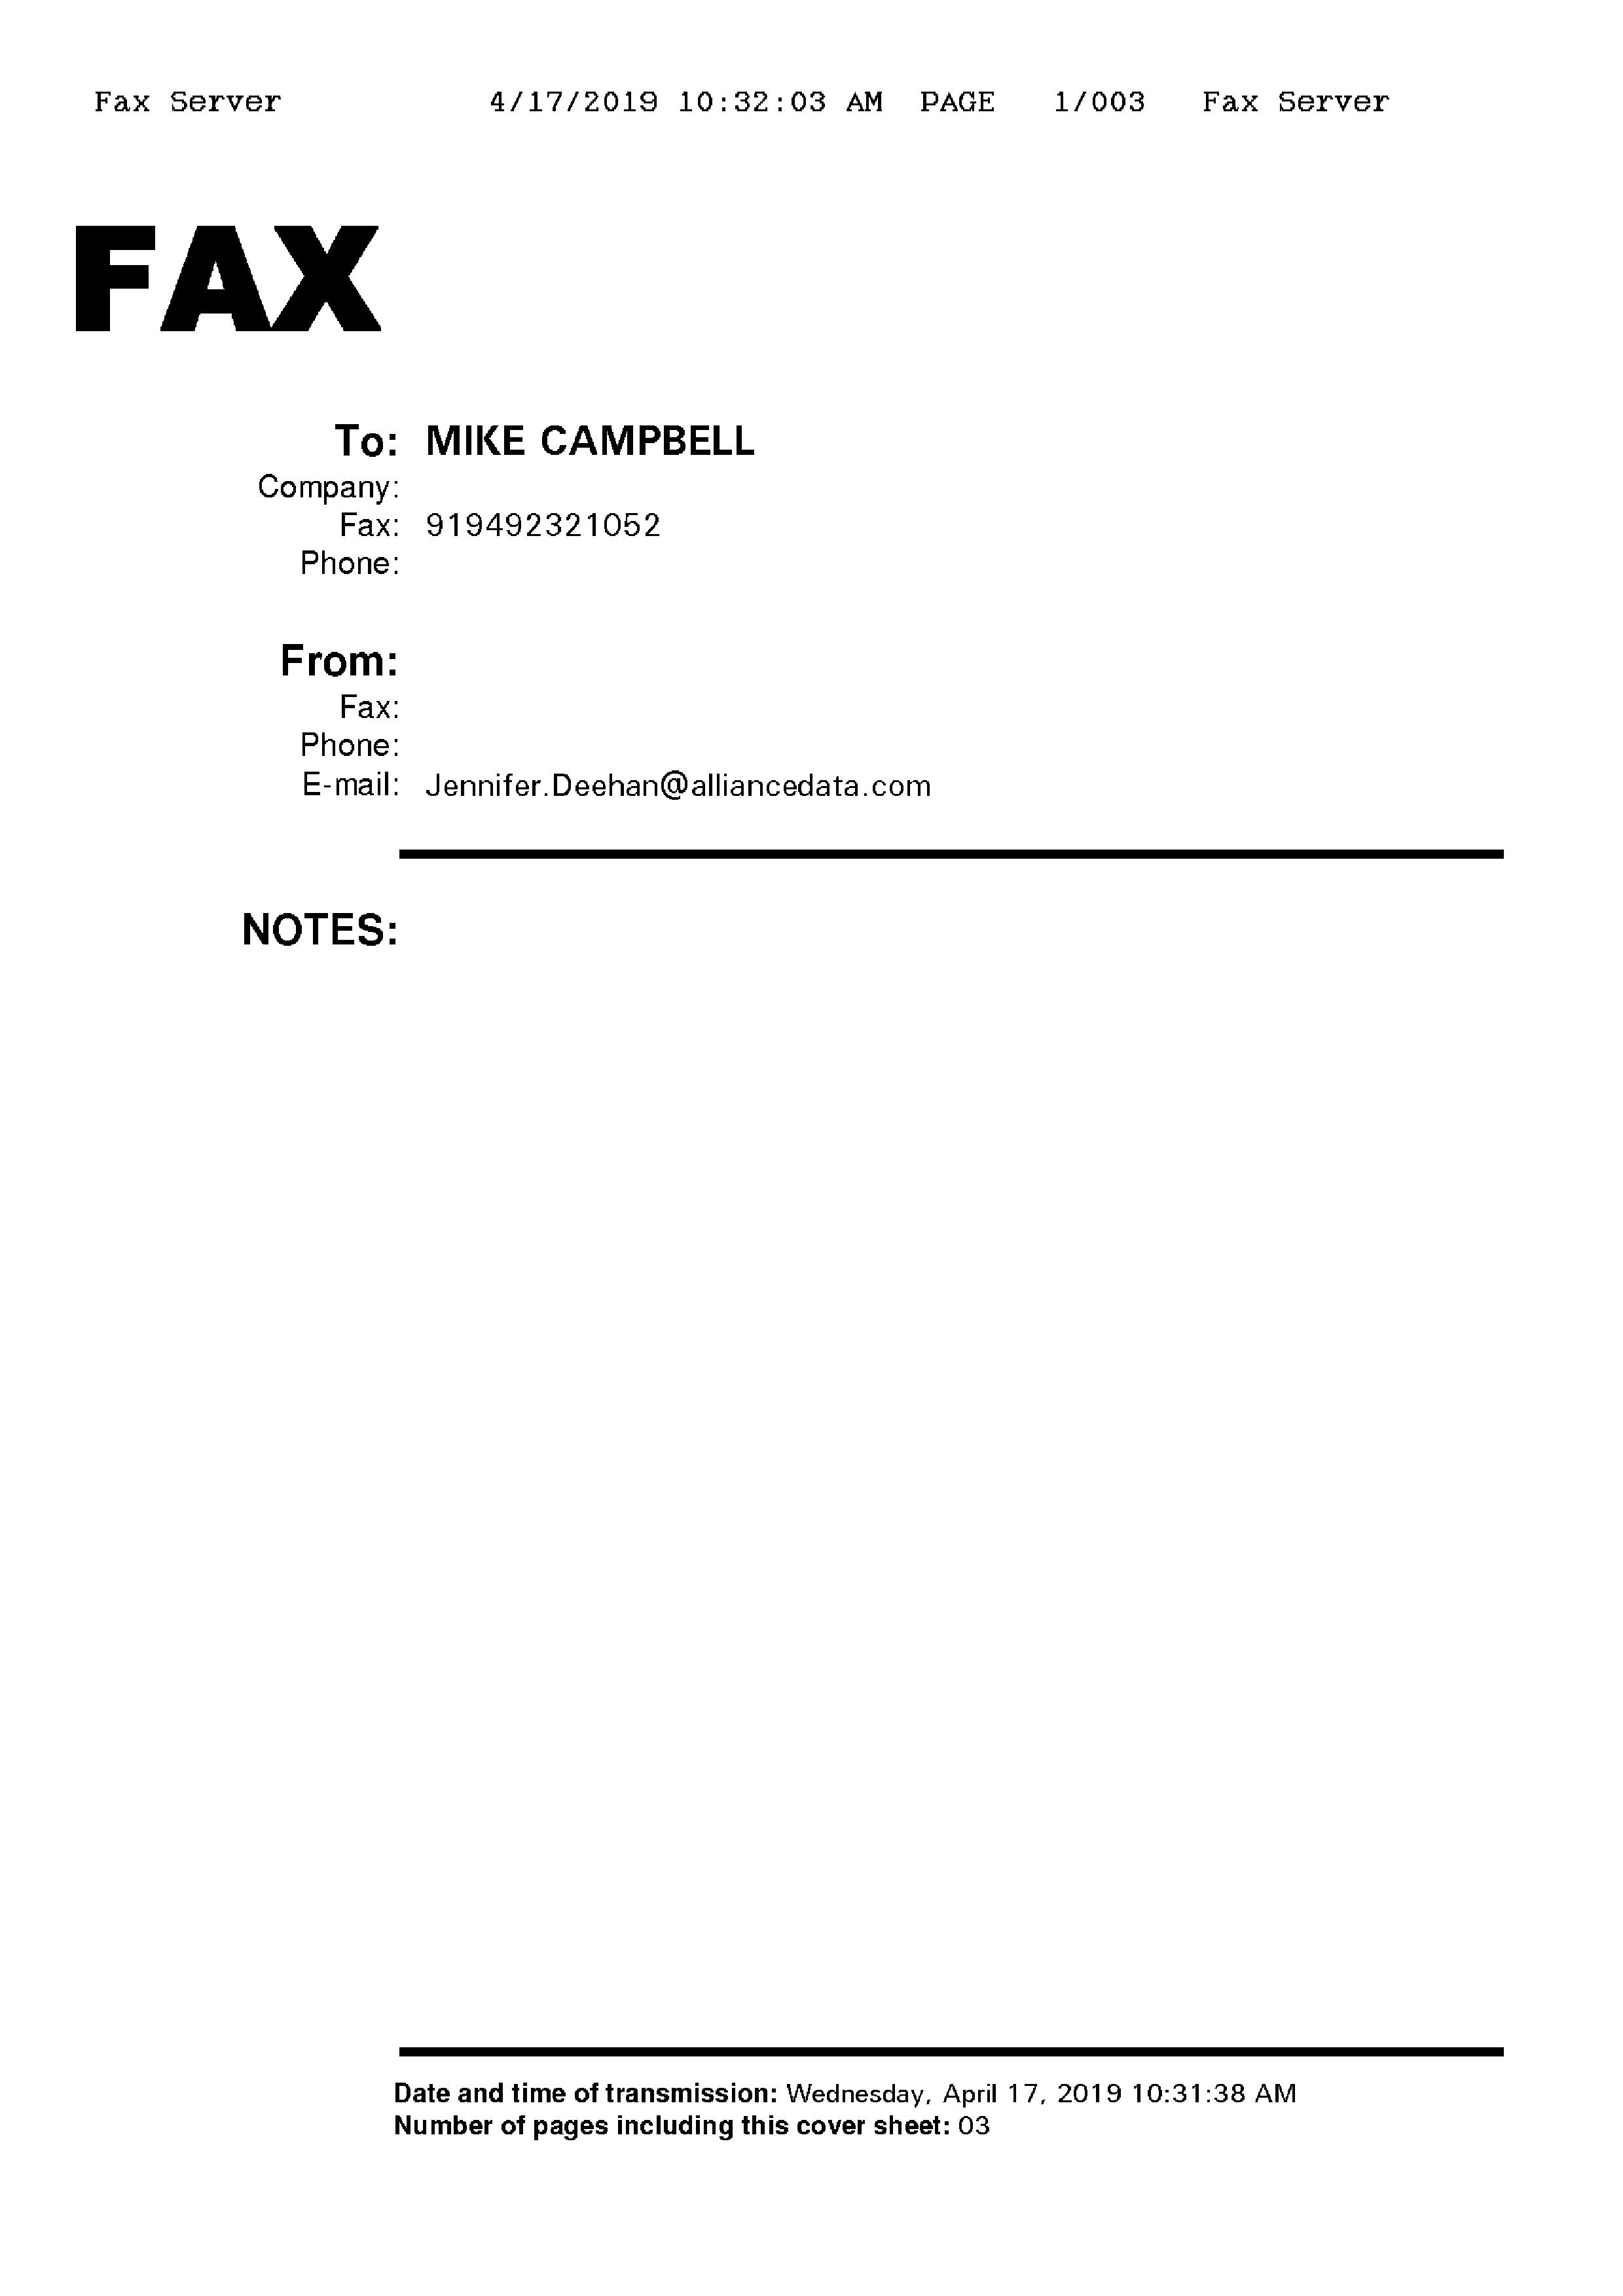 Fax Server 4/17/2019 10:32:03 AM PAGE 1/003 Fax Server
FAX
To: MIKE CAMPBELL
Company:
Fax: 919492321052
Phone:
From:
Fax:
Phone:
E-mail: Jennifer.Deehan@alliancedata.com
NOTES:
Date and time of transmission: Wednesday, April 17, 2019 10:31:38 AM
Number of pages including this cover sheet: 03